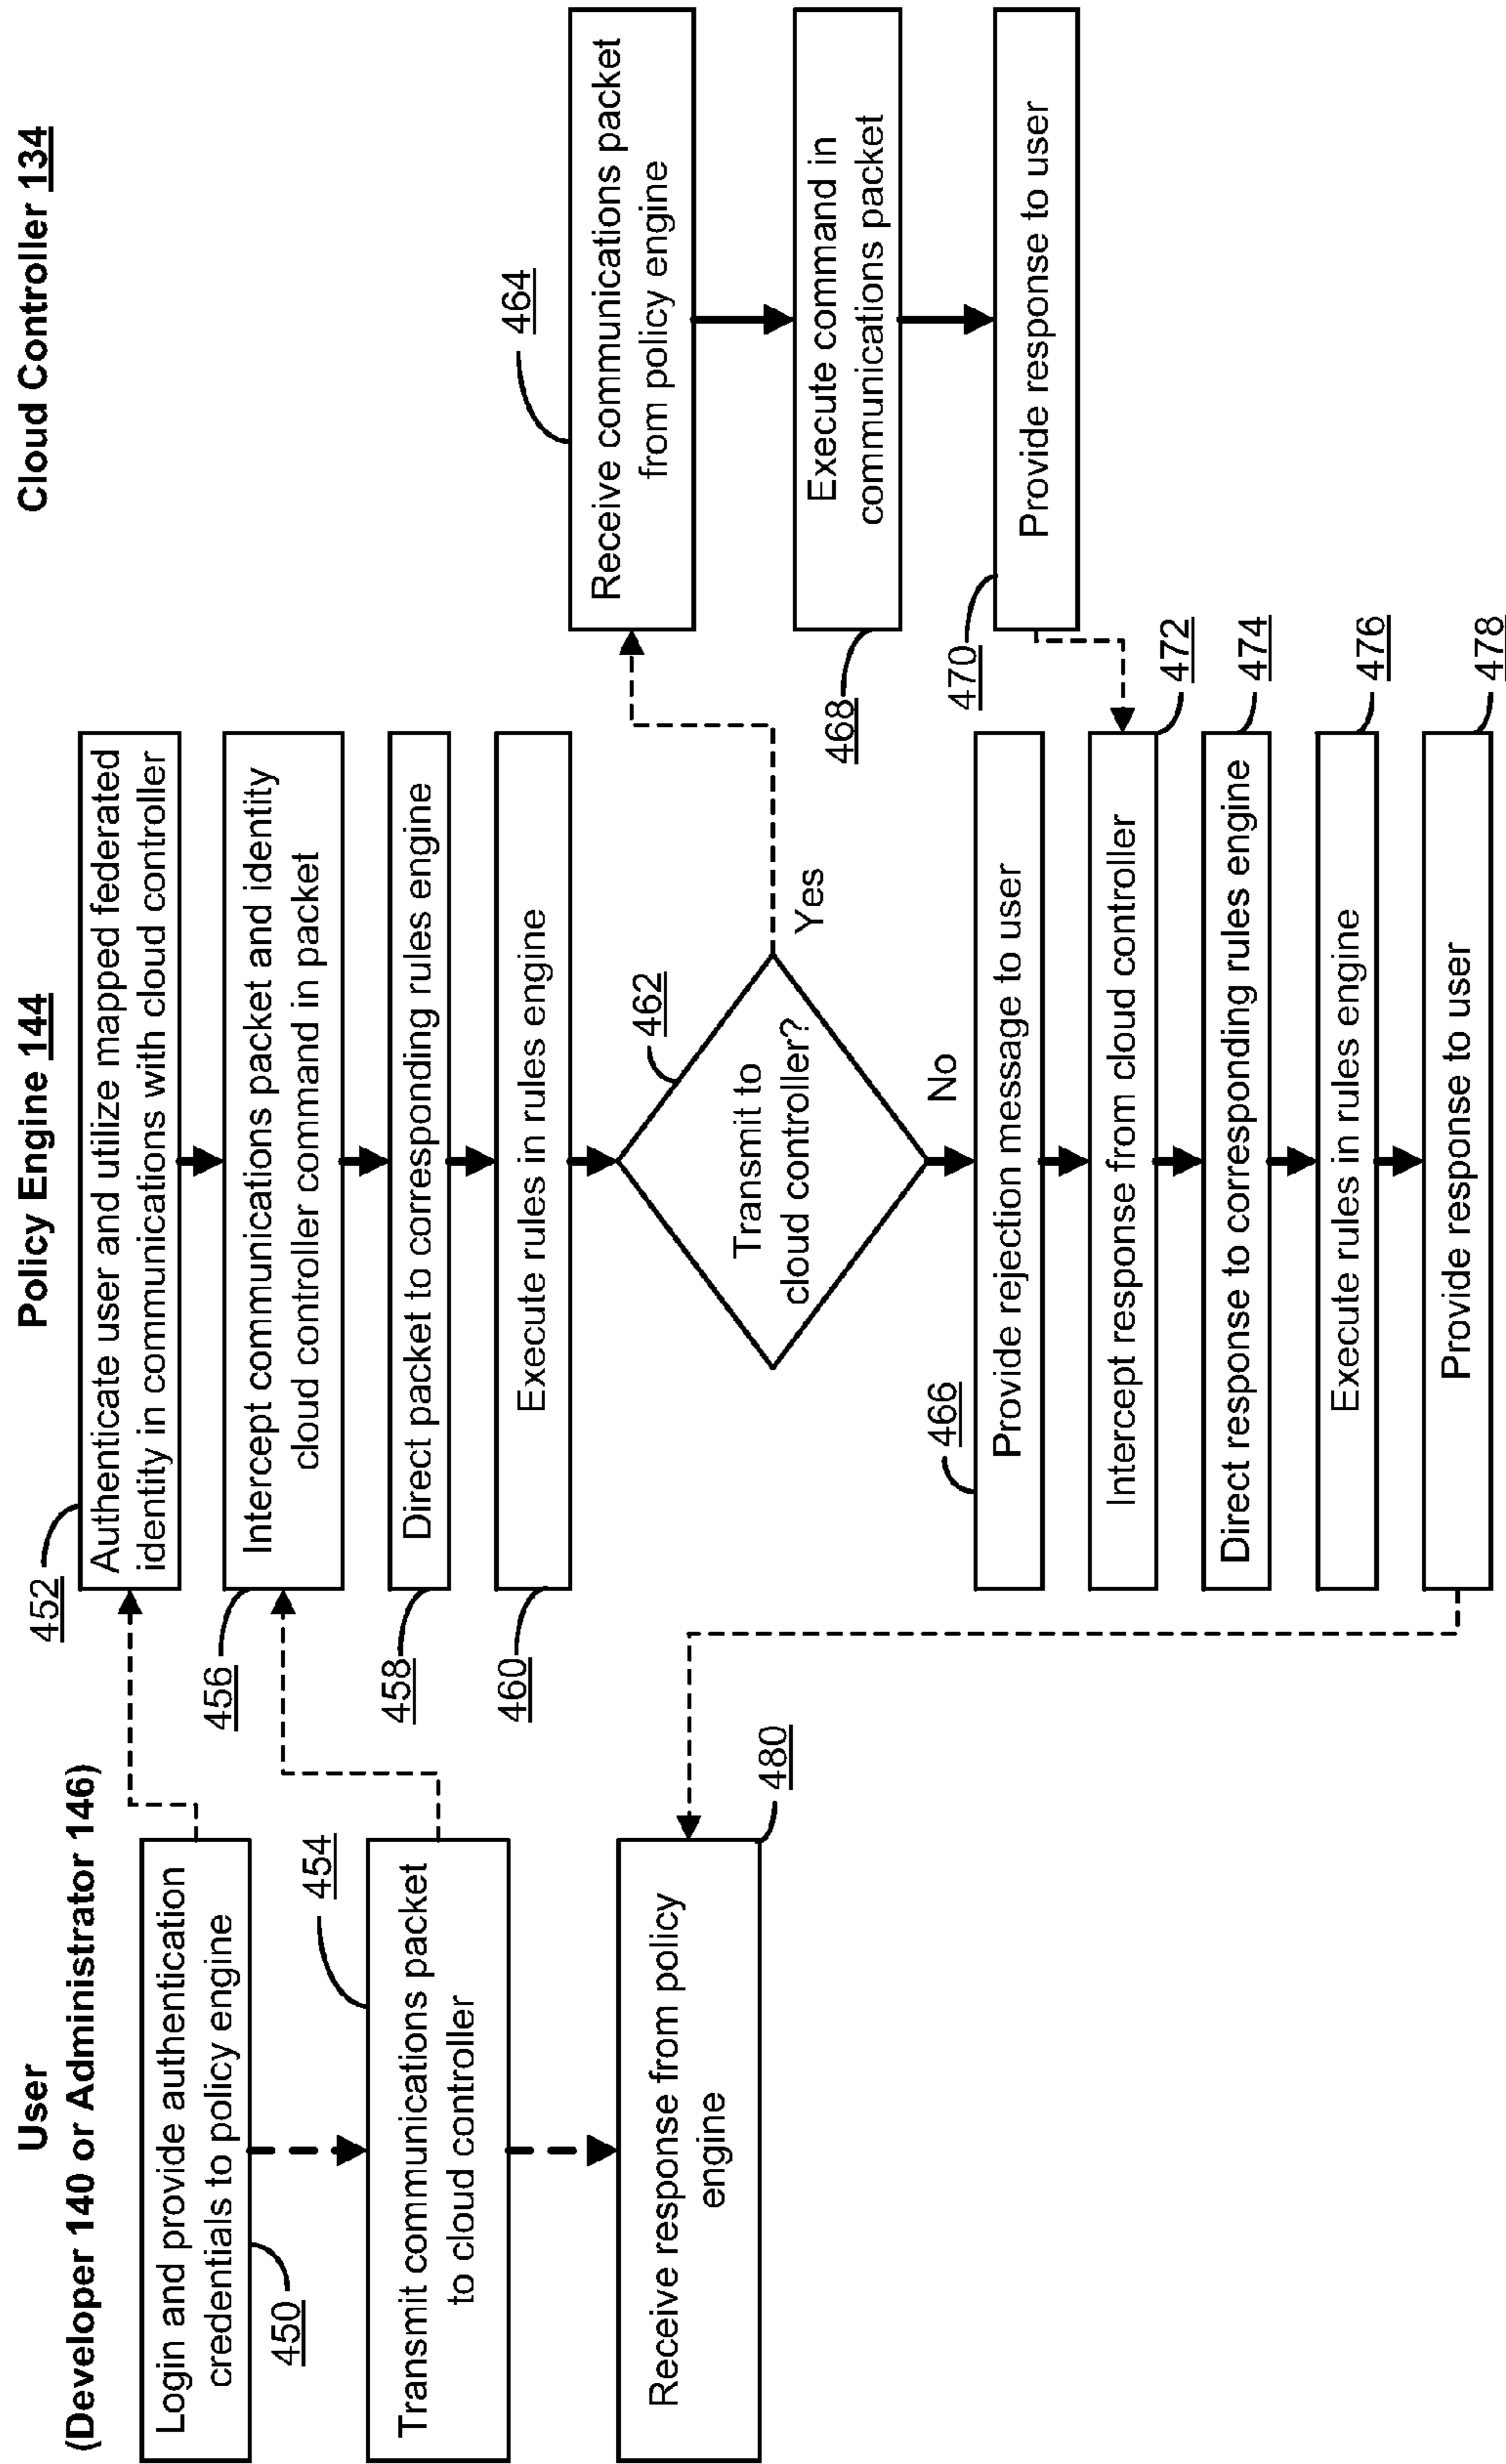 User
(Developer 140 or Administrator 146)
Login and provide authentication
credentials to policy engine
450
Transmit communications packet
to cloud controller
454
Receive response from policy
engine
480
Policy Engine 144
Authenticate user and utilize mapped federated
identity in communications with cloud controller
452
Intercept communications packet and identity
cloud controller command in packet
456
Direct packet to corresponding rules engine
458
Execute rules in rules engine
460
Transmit to
cloud controller?
462
Yes
No
Provide rejection message to user
466
Intercept response from cloud controller
472
Direct response to corresponding rules engine
474
Execute rules in rules engine
476
Provide response to user
478
Cloud Controller 134
Receive communications packet
from policy engine
464
Execute command in
communications packet
468
Provide response to user
470